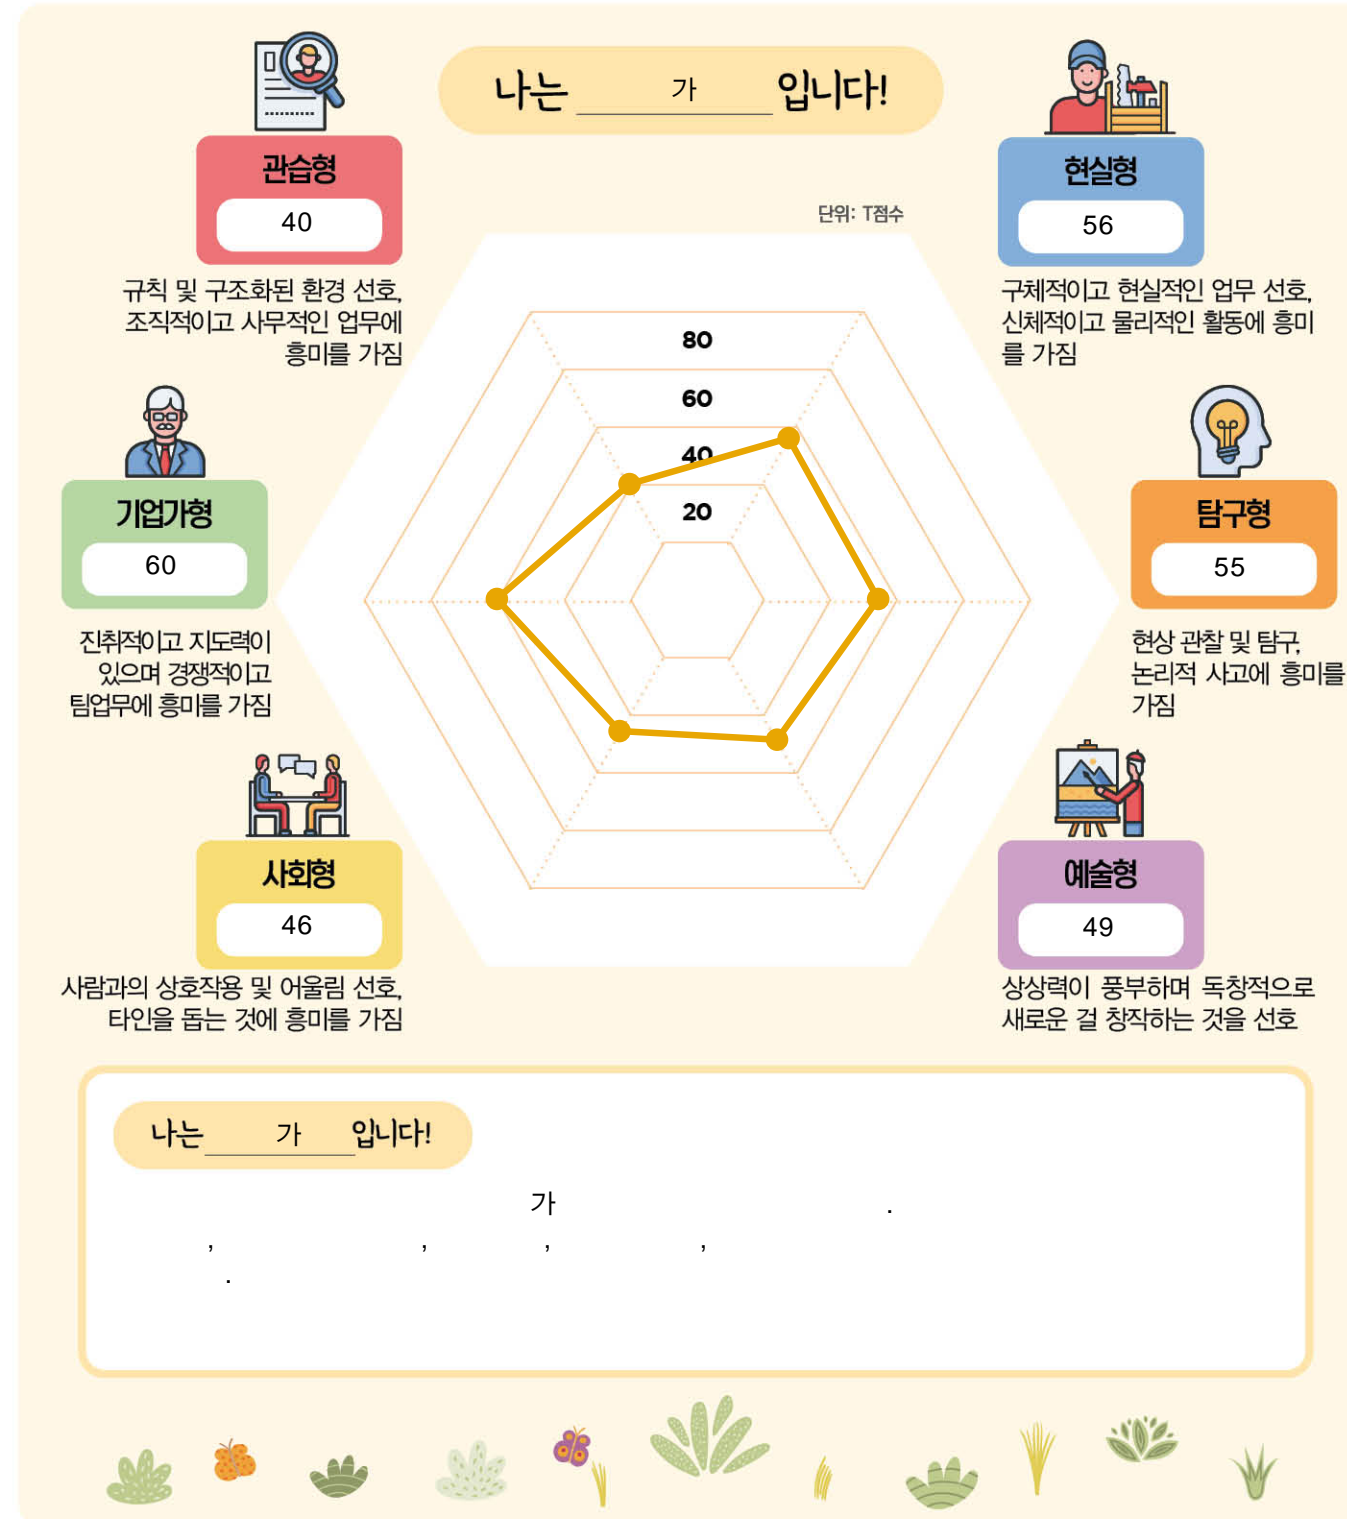 나는 가 입니다!
관습형
40
규칙 및 구조화된 환경 선호,
조직적이고 사무적인 업무에
흥미를 가짐
현실형
56
구체적이고 현실적인 업무 선호,
신체적이고 물리적인 활동에 흥미
를 가짐
단위: T점수
80
60
40
20
기업가형
60
진취적이고 지도력이
있으며 경쟁적이고
팀업무에 흥미를 가짐
탐구형
55
현상 관찰 및 탐구,
논리적 사고에 흥미를
가짐
사회형
46
사람과의 상호작용 및 어울림 선호,
타인을 돕는 것에 흥미를 가짐
예술형
49
상상력이 풍부하며 독창적으로
새로운 걸 창작하는 것을 선호
나는 가 입니다!
가 .
, , , ,
.